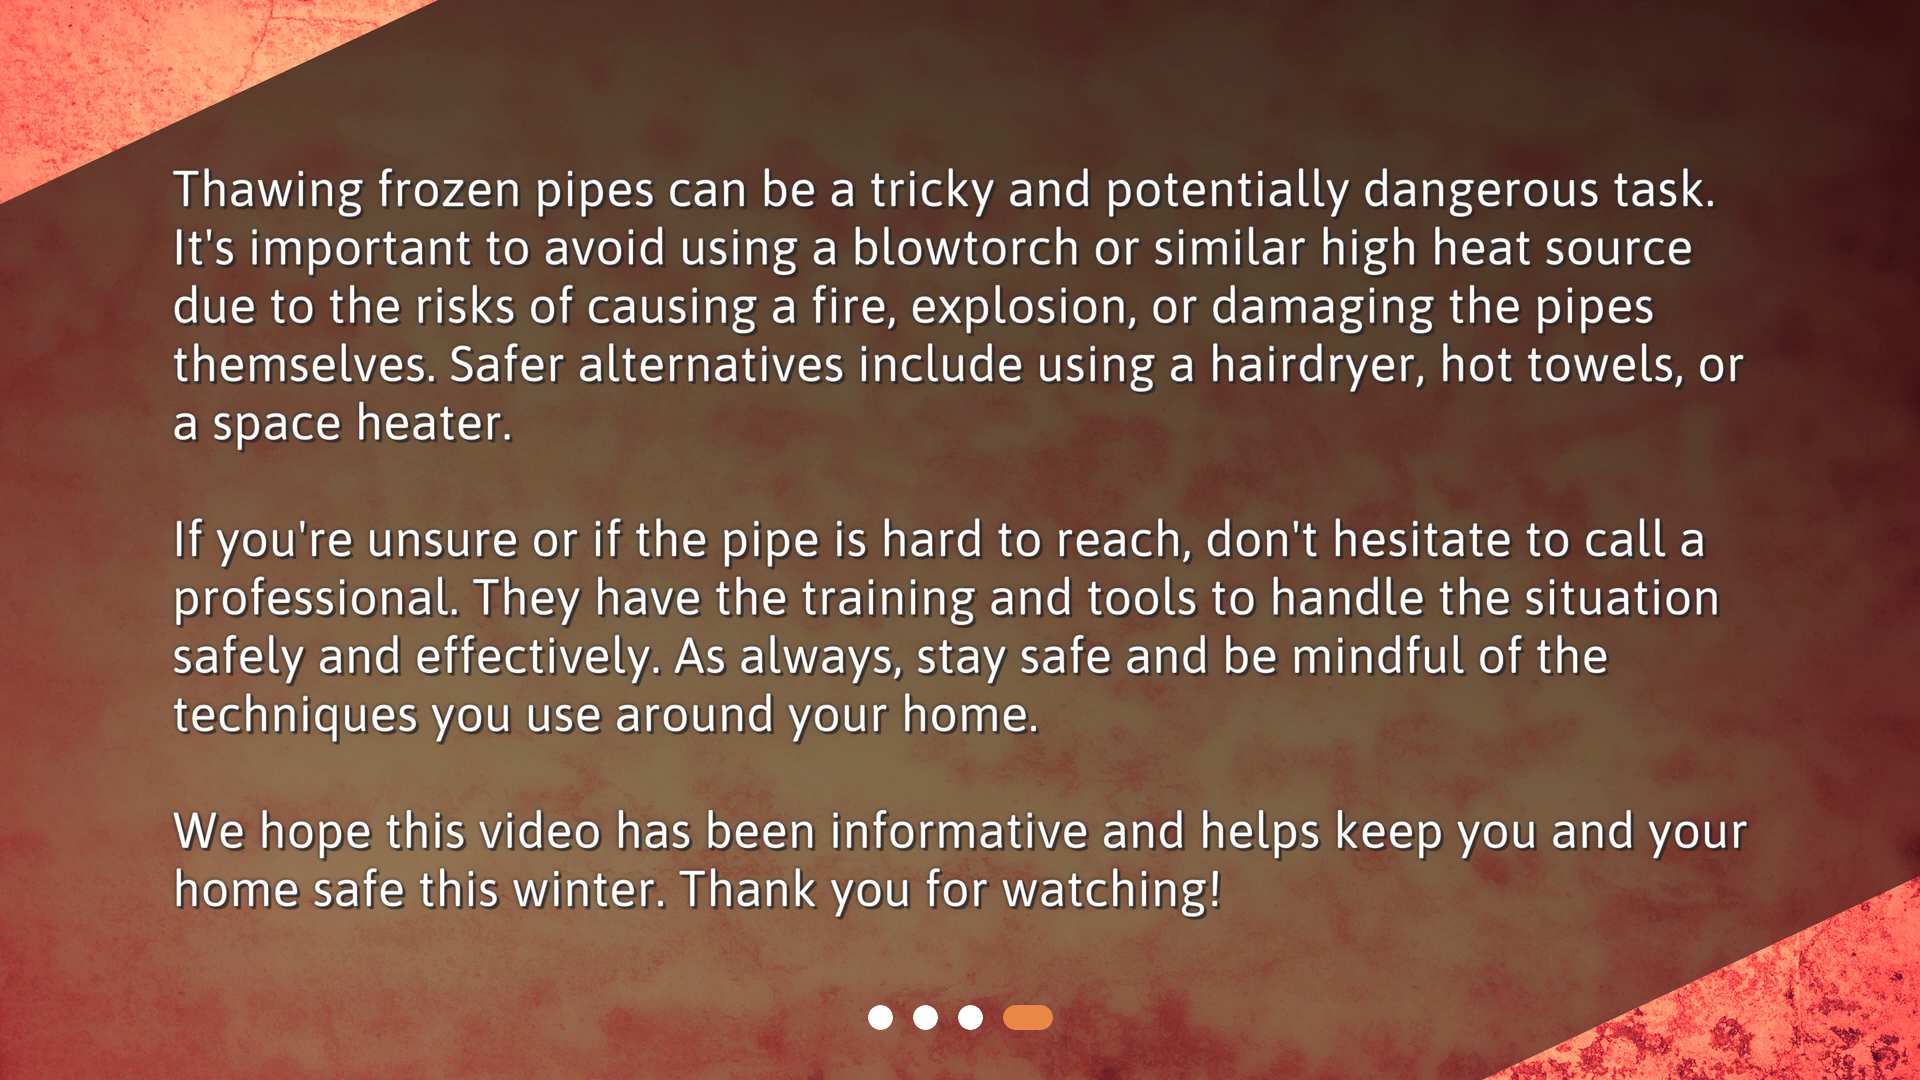 Thawing frozen pipes can be a tricky and potentially dangerous task.
It's important to avoid using a blowtorch or similar high heat source
due to the risks of causing a fire, explosion, or damaging the pipes
themselves. Safer alternatives include using a hairdryer, hot towels, or
a space heater.
If you're unsure or if the pipe is hard to reach, don't hesitate to call a
professional. They have the training and tools to handle the situation
safely and effectively. As always, stay safe and be mindful of the
techniques you use around your home.
We hope this video has been informative and helps keep you and your
home safe this winter. Thank you for watching!